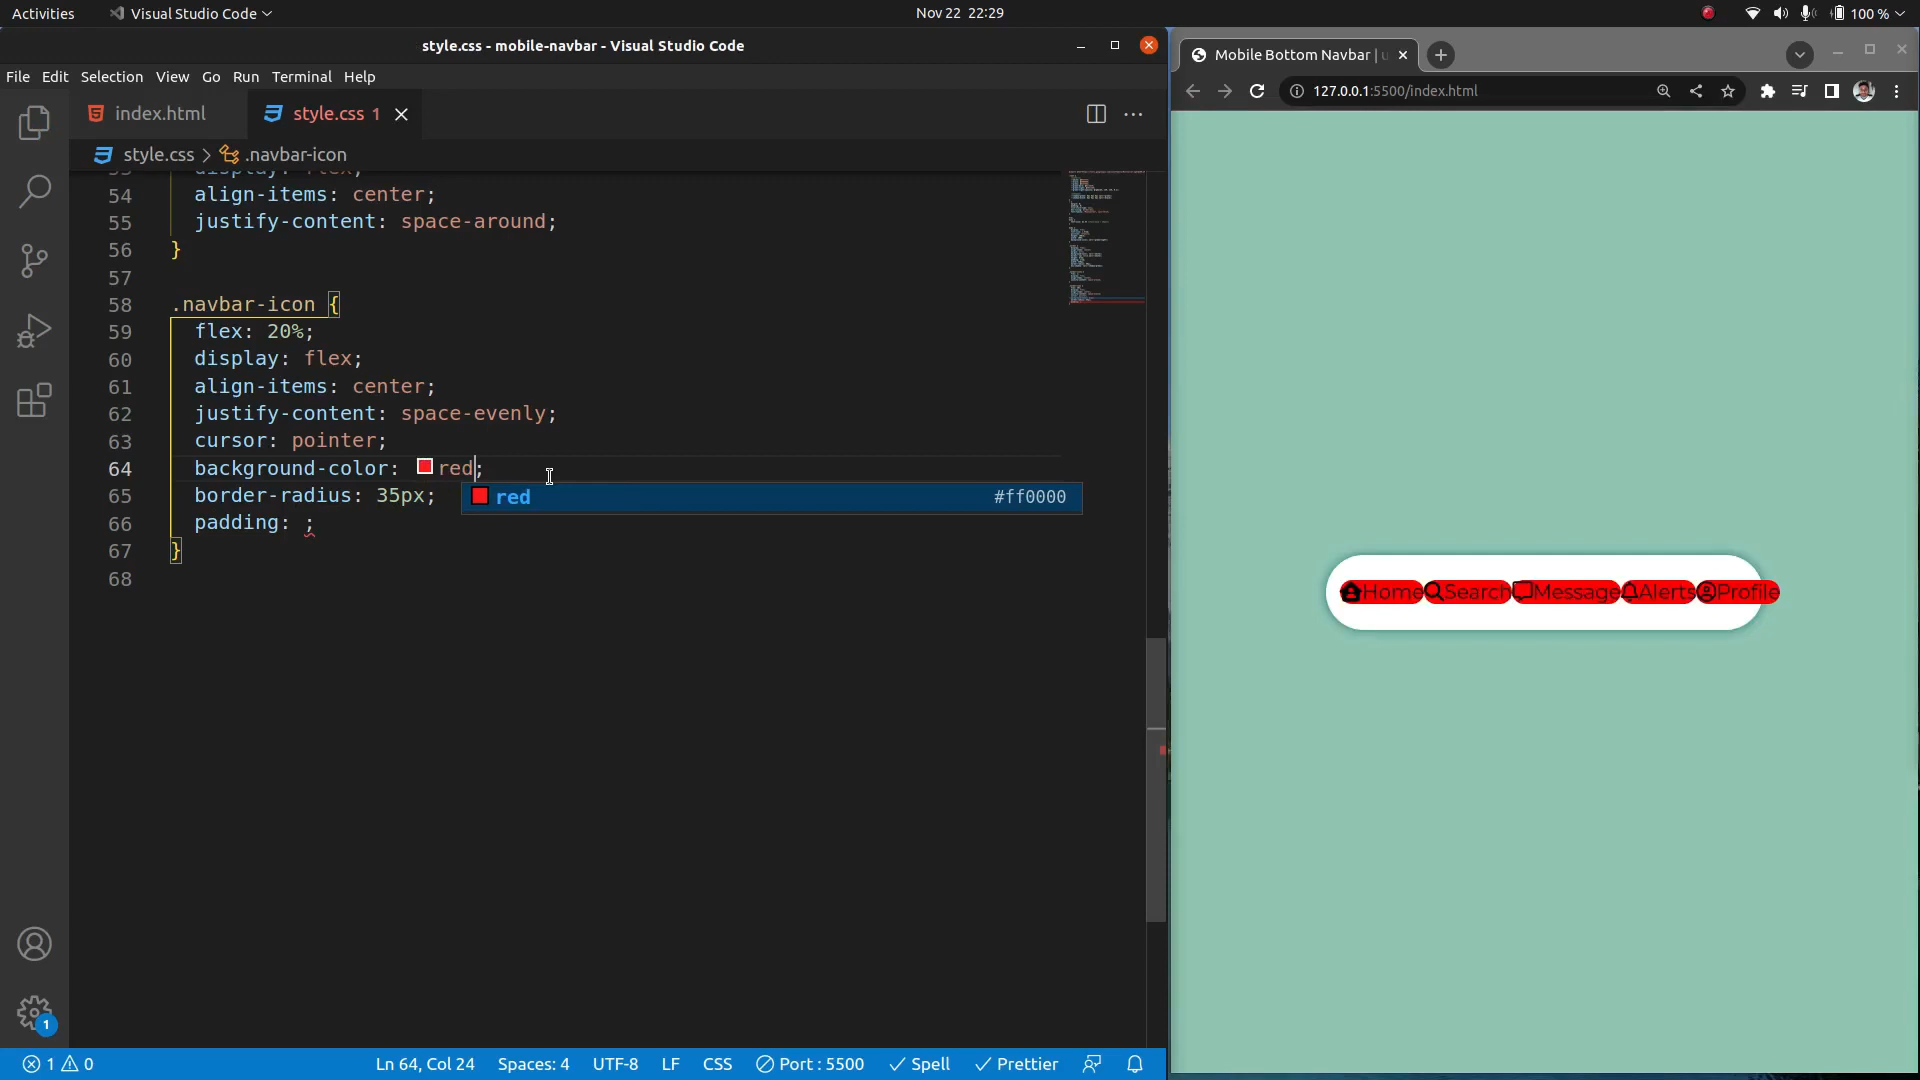 Activities
Visual Studio Code
Nov 22 22:29
100 %
style.css - mobile-navbar - Visual Studio Code
File Edit Selection View Go Run Terminal Help
index.html
style.css 1
style.css > .navbar-icon
53 display: flex;
54 align-items: center;
55 justify-content: space-around;
56 }
57
58 .navbar-icon {
59 flex: 20%;
60 display: flex;
61 align-items: center;
62 justify-content: space-evenly;
63 cursor: pointer;
64 background-color: red;
65 border-radius: 35px;
red #ff0000
66 padding: ;
67 }
68
1
1 0
Ln 64, Col 24
Spaces: 4
UTF-8
LF
CSS
Port : 5500
Spell
Prettier
Mobile Bottom Navbar |
127.0.0.1:5500/index.html
Home Search Message Alerts Profile